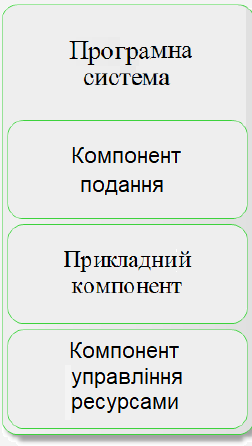 Програмна
система
Компонент
подання
Прикладний
компонент
Компонент
управління
ресурсами